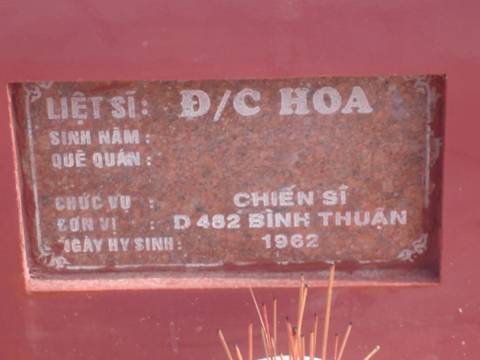 LIỆT SĨ: Đ/C HOA
SINH NĂM:
QUÊ QUÁN:
CHỨC VỤ : CHIẾN SĨ
ĐƠN VỊ : D 482 BÌNH THUẬN
NGÀY HY SINH: 1962